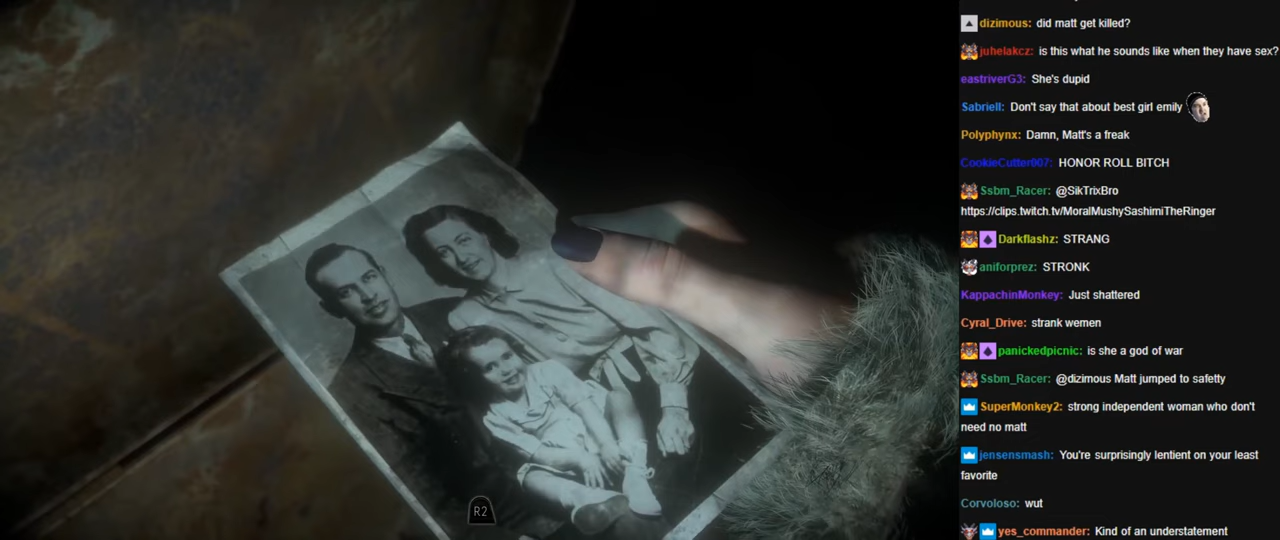 dizimous: did matt get killed?
juhelakcz: is this what he sounds like when they have sex?
eastriverG3: She's dupid
Sabriell: Don't say that about best girl emily
Polyphynx: Damn, Matt's a freak
CookieCutter007: HONOR ROLL BITCH
Ssbm_Racer: @SikTrixBro
https://clips.twitch.tv/MoralMushySashimiTheRinger
Darkflashz: STRANG
aniforprez: STRONK
KappachinMonkey: Just shattered
Cyral_Drive: strank wemen
panickedpicnic: is she a god of war
Ssbm_Racer: @dizimous Matt jumped to safetty
SuperMonkey2: strong independent woman who don't
need no matt
jensensmash: You're surprisingly lentient on your least
favorite
Corvoloso: wut
yes_commander: Kind of an understatement
R2